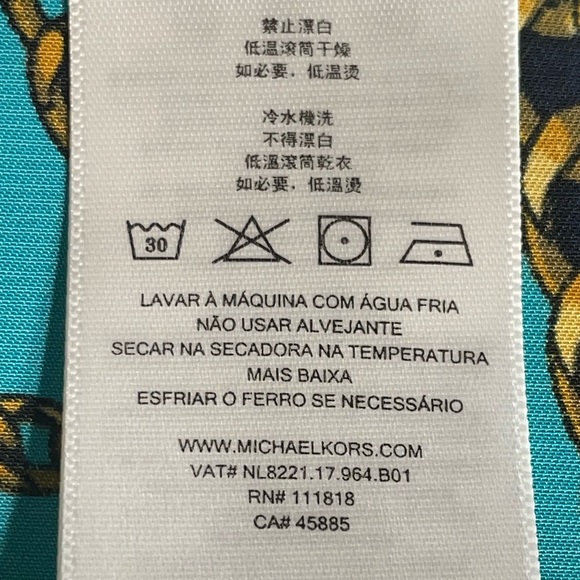 禁止漂白
低温滚筒干燥
如必要，低温烫
冷水機洗
不得漂白
低溫滾筒乾衣
如必要，低溫燙
30
LAVAR À MÁQUINA COM ÁGUA FRIA
NÃO USAR ALVEJANTE
SECAR NA SECADORA NA TEMPERATURA
MAIS BAIXA
ESFRIAR O FERRO SE NECESSÁRIO
WWW.MICHAELKORS.COM
VAT# NL8221.17.964.B01
RN# 111818
CA# 45885